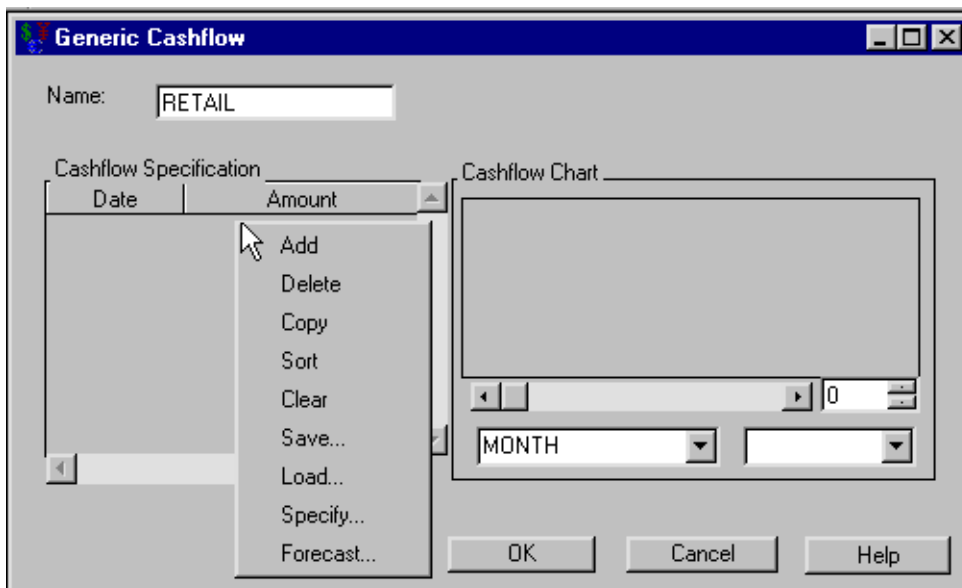 Generic Cashflow
Name: RETAIL
Cashflow Specification
Date Amount
Add
Delete
Copy
Sort
Clear
Save...
Load...
Specify...
Forecast...
Cashflow Chart
0
MONTH
OK Cancel Help